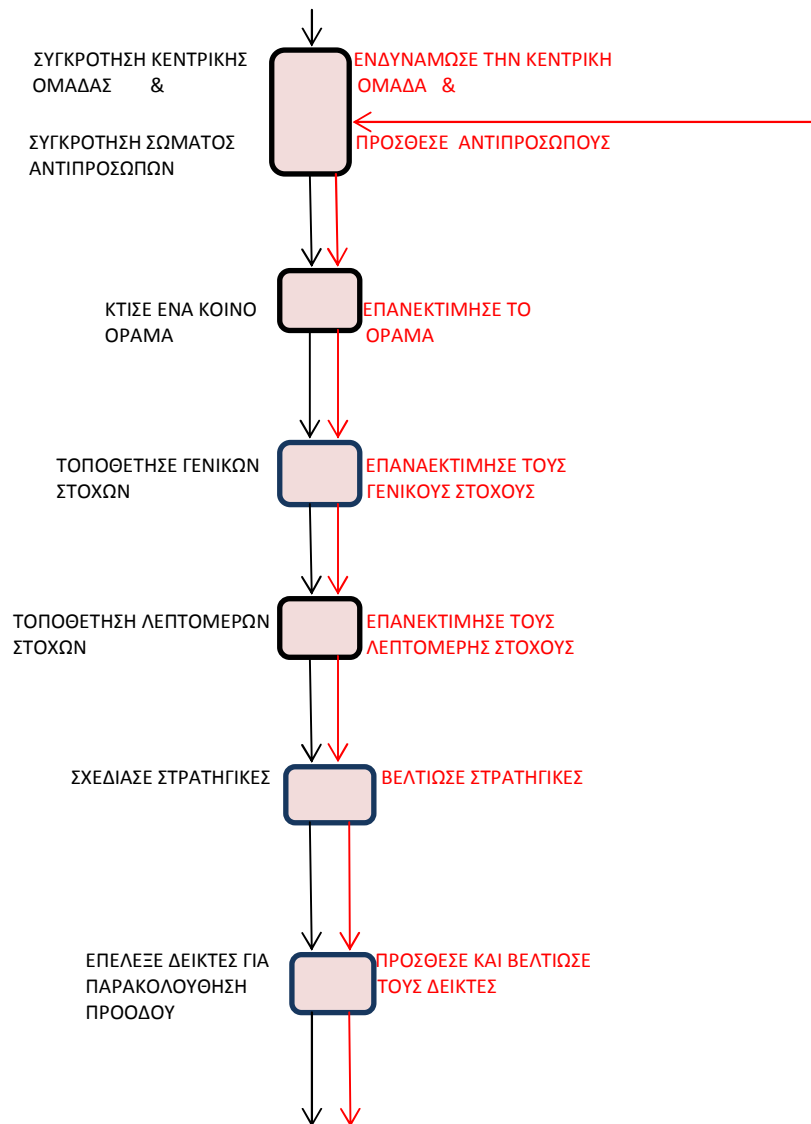 ΣΥΓΚΡΟΤΗΣΗ ΚΕΝΤΡΙΚΗΣ
ΟΜΑΔΑΣ &
ΣΥΓΚΡΟΤΗΣΗ ΣΩΜΑΤΟΣ
ΑΝΤΙΠΡΟΣΩΠΩΝ
ΕΝΔΥΝΑΜΩΣΕ ΤΗΝ ΚΕΝΤΡΙΚΗ
ΟΜΑΔΑ &
ΠΡΟΣΘΕΣΕ ΑΝΤΙΠΡΟΣΩΠΟΥΣ
ΚΤΙΣΕ ΕΝΑ ΚΟΙΝΟ
ΟΡΑΜΑ
ΕΠΑΝΕΚΤΙΜΗΣΕ ΤΟ
ΟΡΑΜΑ
ΤΟΠΟΘΕΤΗΣΕ ΓΕΝΙΚΩΝ
ΣΤΟΧΩΝ
ΕΠΑΝΑΕΚΤΙΜΗΣΕ ΤΟΥΣ
ΓΕΝΙΚΟΥΣ ΣΤΟΧΟΥΣ
ΤΟΠΟΘΕΤΗΣΗ ΛΕΠΤΟΜΕΡΩΝ
ΣΤΟΧΩΝ
ΕΠΑΝΕΚΤΙΜΗΣΕ ΤΟΥΣ
ΛΕΠΤΟΜΕΡΗΣ ΣΤΟΧΟΥΣ
ΣΧΕΔΙΑΣΕ ΣΤΡΑΤΗΓΙΚΕΣ
ΒΕΛΤΙΩΣΕ ΣΤΡΑΤΗΓΙΚΕΣ
ΕΠΕΛΕΞΕ ΔΕΙΚΤΕΣ ΓΙΑ
ΠΑΡΑΚΟΛΟΥΘΗΣΗ
ΠΡΟΟΔΟΥ
ΠΡΟΣΘΕΣΕ ΚΑΙ ΒΕΛΤΙΩΣΕ
ΤΟΥΣ ΔΕΙΚΤΕΣ